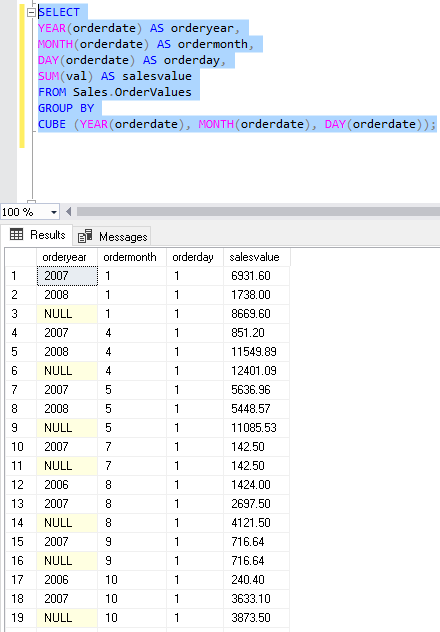 SELECT
YEAR(orderdate) AS orderyear,
MONTH(orderdate) AS ordermonth,
DAY(orderdate) AS orderday,
SUM(val) AS salesvalue
FROM Sales.OrderValues
GROUP BY
CUBE (YEAR(orderdate), MONTH(orderdate), DAY(orderdate));
100 %
Results Messages
orderyear ordermonth orderday salesvalue
1 2007 1 1 6931.60
2 2008 1 1 1738.00
3 NULL 1 1 8669.60
4 2007 4 1 851.20
5 2008 4 1 11549.89
6 NULL 4 1 12401.09
7 2007 5 1 5636.96
8 2008 5 1 5448.57
9 NULL 5 1 11085.53
10 2007 7 1 142.50
11 NULL 7 1 142.50
12 2006 8 1 1424.00
13 2007 8 1 2697.50
14 NULL 8 1 4121.50
15 2007 9 1 716.64
16 NULL 9 1 716.64
17 2006 10 1 240.40
18 2007 10 1 3633.10
19 NULL 10 1 3873.50